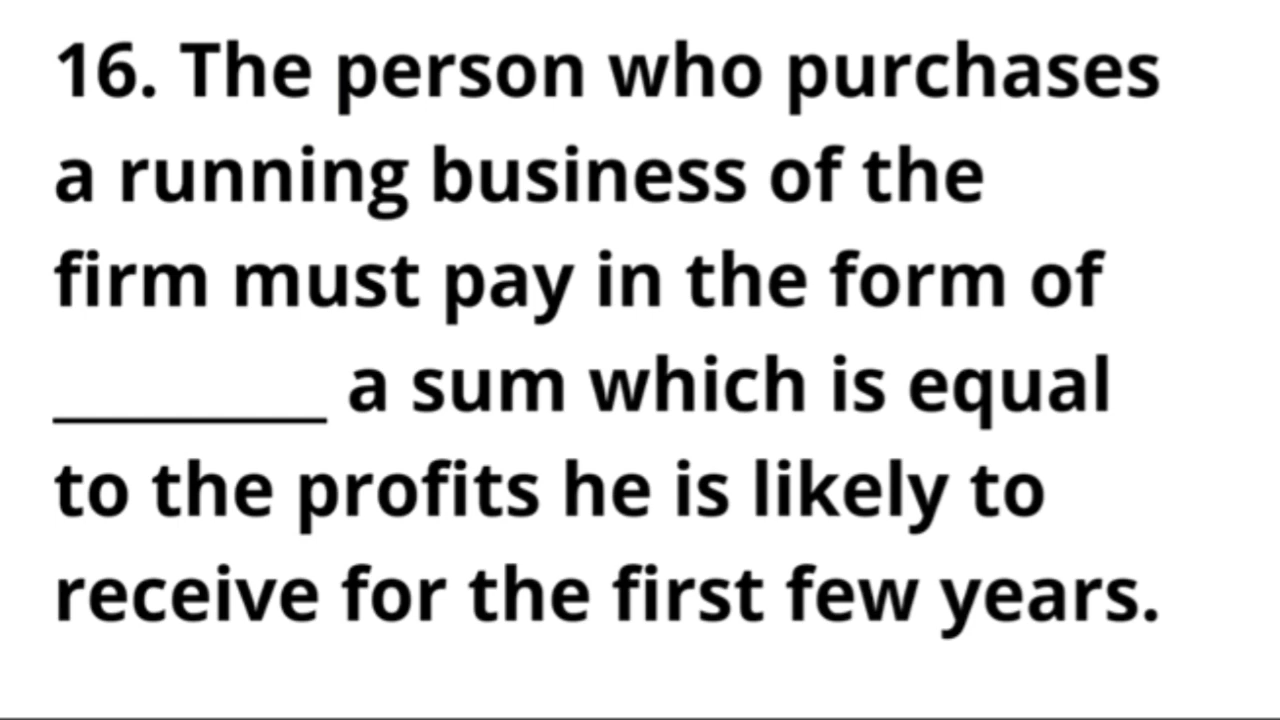 16. The person who purchases
a running business of the
firm must pay in the form of
_________ a sum which is equal
to the profits he is likely to
receive for the first few years.